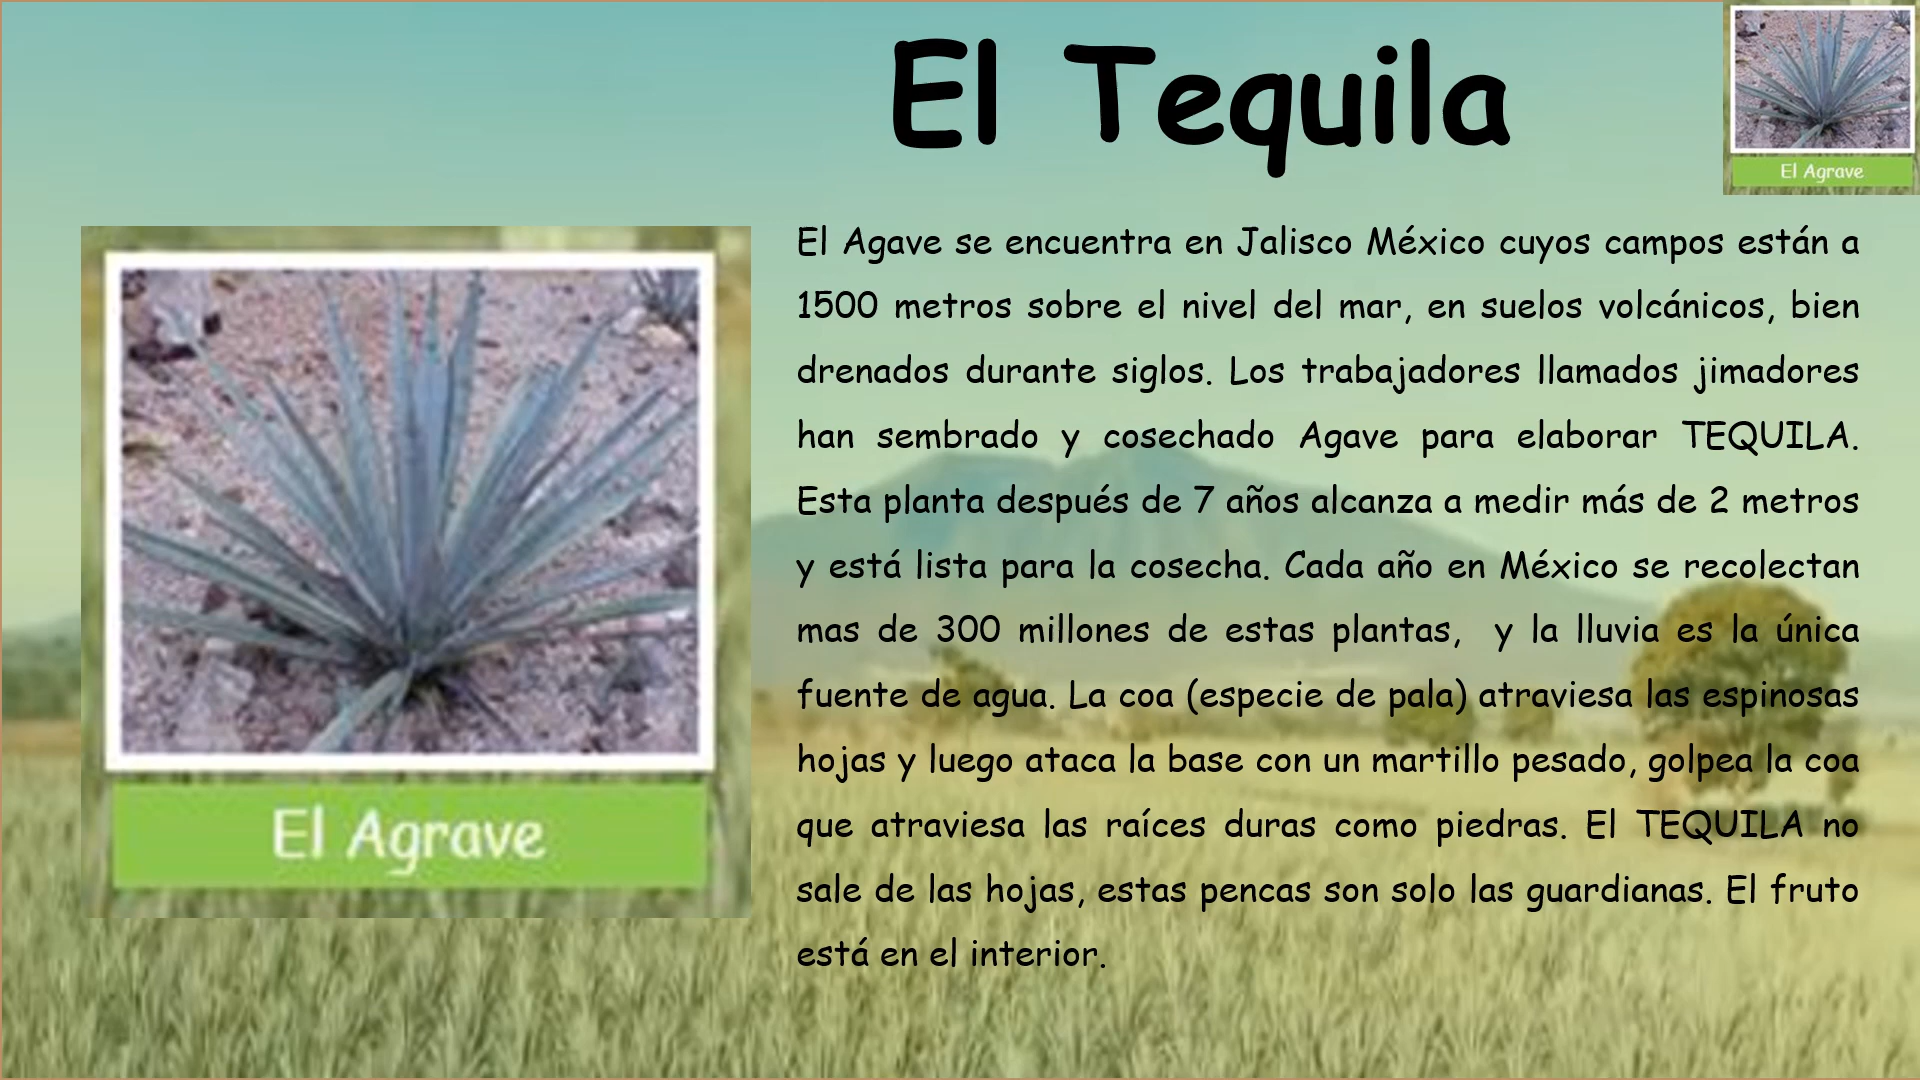 El Tequila
El Agrave
El Agave se encuentra en Jalisco México cuyos campos están a
1500 metros sobre el nivel del mar, en suelos volcánicos, bien
drenados durante siglos. Los trabajadores llamados jimadores
han sembrado y cosechado Agave para elaborar TEQUILA.
Esta planta después de 7 años alcanza a medir más de 2 metros
y está lista para la cosecha. Cada año en México se recolectan
mas de 300 millones de estas plantas, y la lluvia es la única
fuente de agua. La coa (especie de pala) atraviesa las espinosas
hojas y luego ataca la base con un martillo pesado, golpea la coa
que atraviesa las raíces duras como piedras. El TEQUILA no
sale de las hojas, estas pencas son solo las guardianas. El fruto
está en el interior.
El Agrave